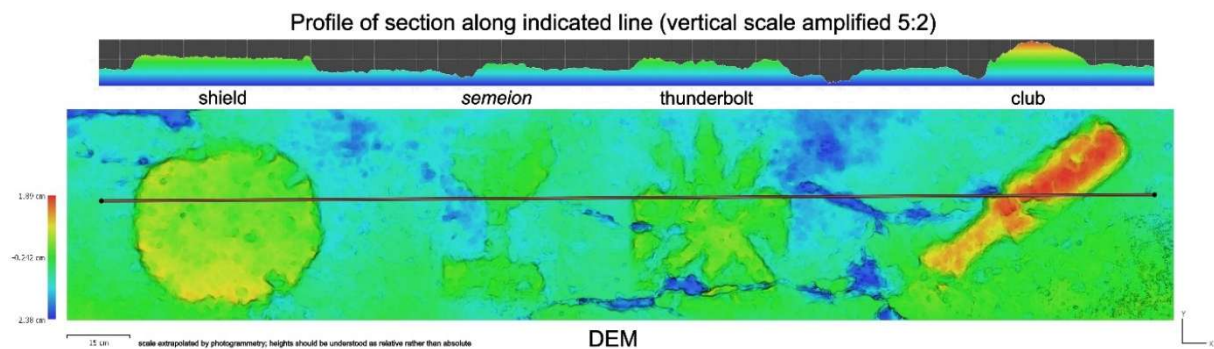 Profile of section along indicated line (vertical scale amplified 5:2)
shield semeion thunderbolt club
1.89 cm
-0.242 cm
2.38 cm
15 cm scale extrapolated by photogrammetry; heights should be understood as relative rather than absolute
DEM
Y
X